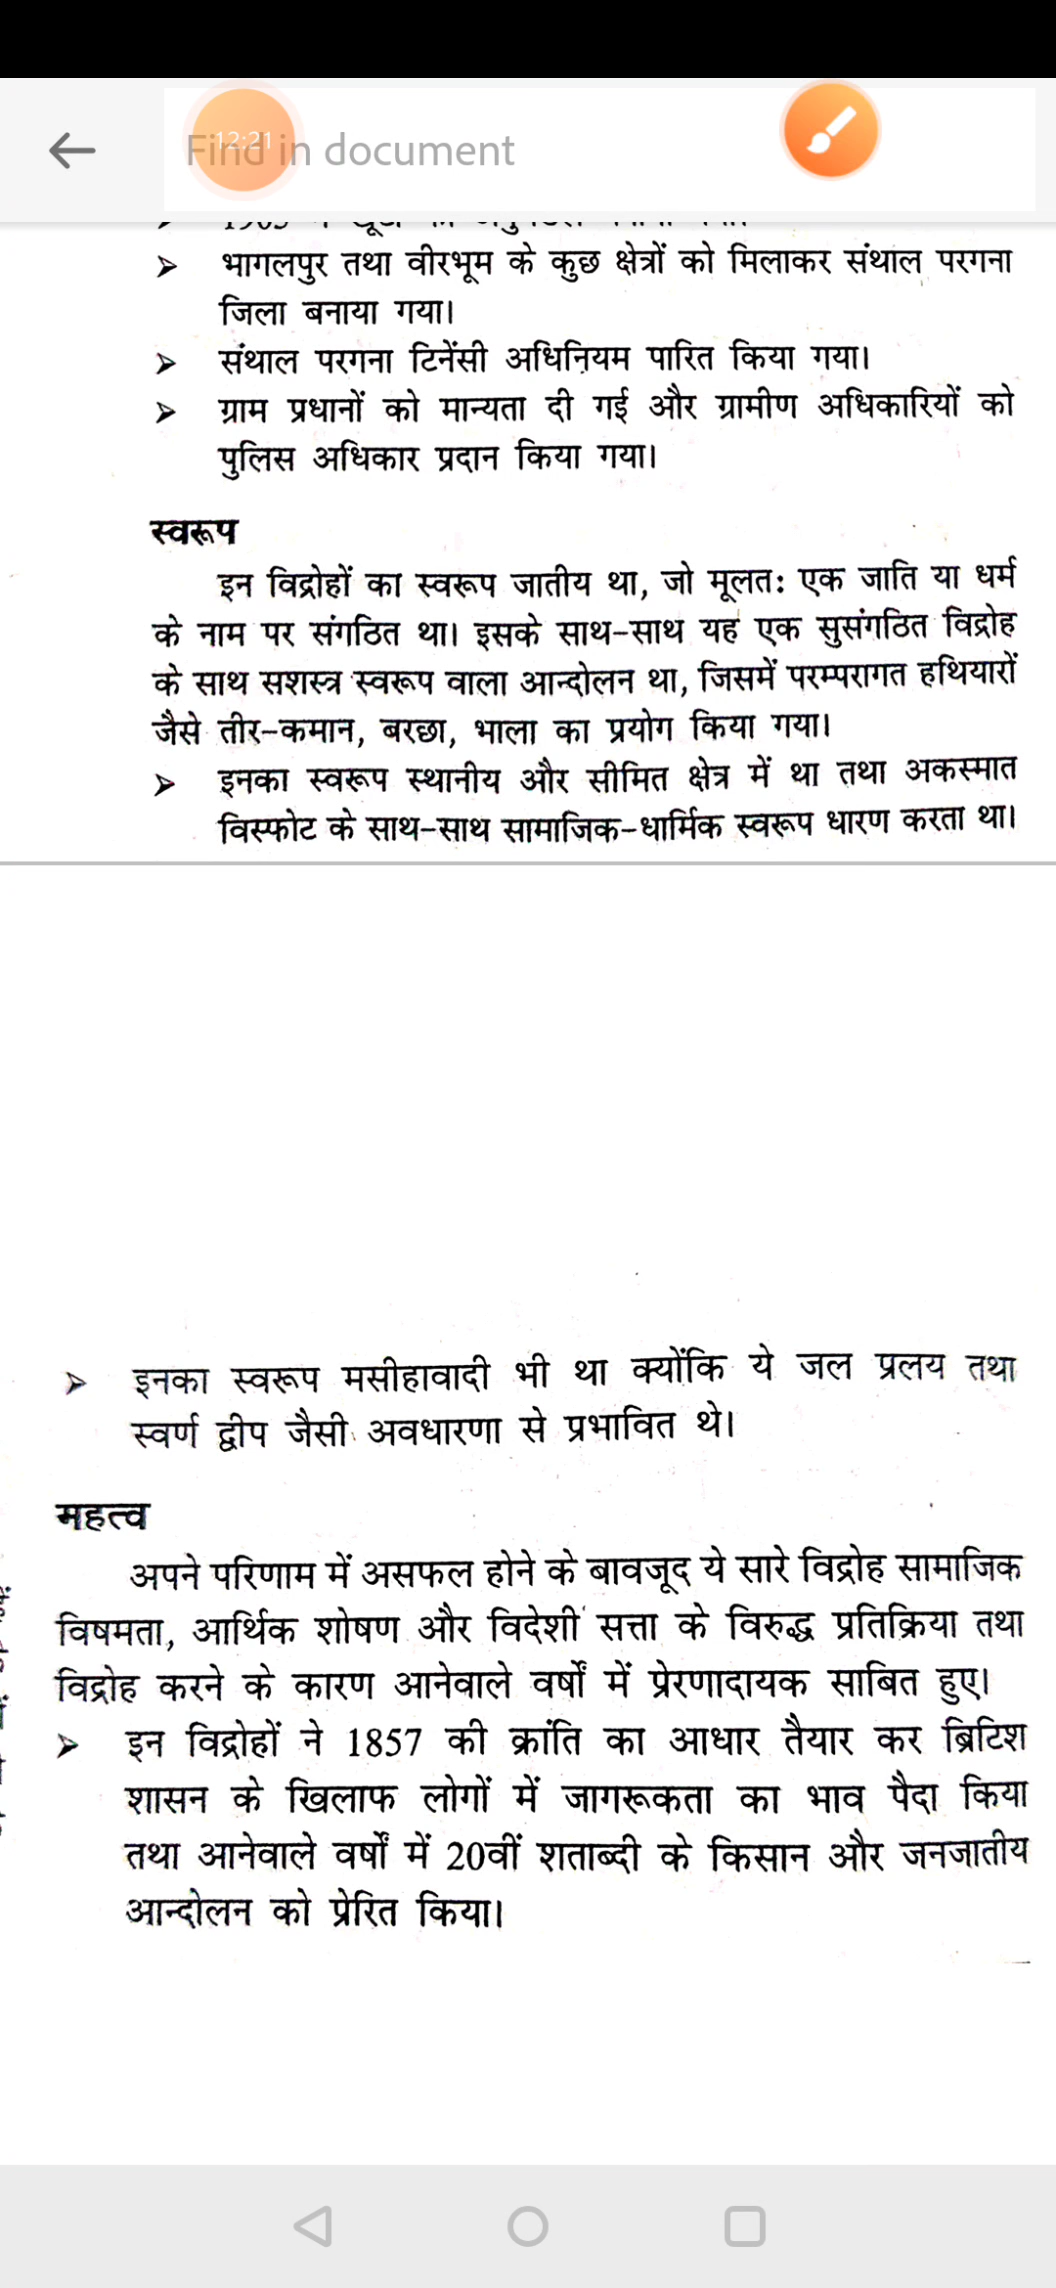 Find in document
12:21
➢ भागलपुर तथा वीरभूम के कुछ क्षेत्रों को मिलाकर संथाल परगना
जिला बनाया गया।
➢ संथाल परगना टिनेंसी अधिनियम पारित किया गया।
➢ ग्राम प्रधानों को मान्यता दी गई और ग्रामीण अधिकारियों को
पुलिस अधिकार प्रदान किया गया।
स्वरूप
इन विद्रोहों का स्वरूप जातीय था, जो मूलतः एक जाति या धर्म
के नाम पर संगठित था। इसके साथ-साथ यह एक सुसंगठित विद्रोह
के साथ सशस्त्र स्वरूप वाला आन्दोलन था, जिसमें परम्परागत हथियारों
जैसे तीर-कमान, बरछा, भाला का प्रयोग किया गया।
➢ इनका स्वरूप स्थानीय और सीमित क्षेत्र में था तथा अकस्मात
विस्फोट के साथ-साथ सामाजिक-धार्मिक स्वरूप धारण करता था।
➢ इनका स्वरूप मसीहावादी भी था क्योंकि ये जल प्रलय तथा
स्वर्ण द्वीप जैसी अवधारणा से प्रभावित थे।
महत्व
अपने परिणाम में असफल होने के बावजूद ये सारे विद्रोह सामाजिक
विषमता, आर्थिक शोषण और विदेशी सत्ता के विरुद्ध प्रतिक्रिया तथा
विद्रोह करने के कारण आनेवाले वर्षों में प्रेरणादायक साबित हुए।
➢ इन विद्रोहों ने 1857 की क्रांति का आधार तैयार कर ब्रिटिश
शासन के खिलाफ लोगों में जागरूकता का भाव पैदा किया
तथा आनेवाले वर्षों में 20वीं शताब्दी के किसान और जनजातीय
आन्दोलन को प्रेरित किया।